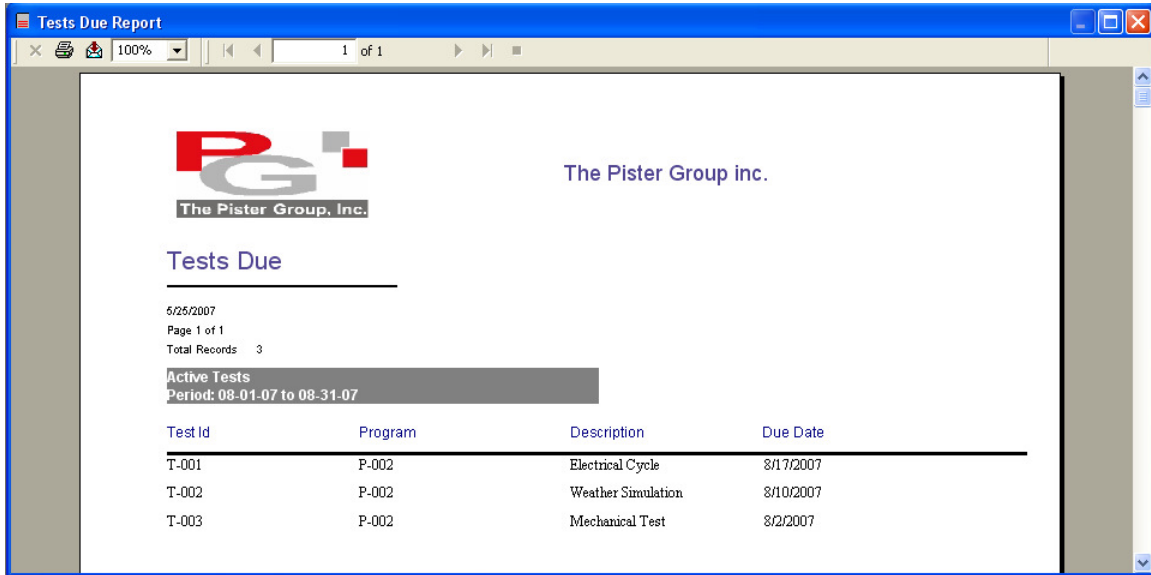 Tests Due Report
100%
1 of 1
PG
The Pister Group, Inc.
The Pister Group inc.
Tests Due
5/25/2007
Page 1 of 1
Total Records 3
Active Tests
Period: 08-01-07 to 08-31-07
Test Id Program Description Due Date
T-001 P-002 Electrical Cycle 8/17/2007
T-002 P-002 Weather Simulation 8/10/2007
T-003 P-002 Mechanical Test 8/2/2007